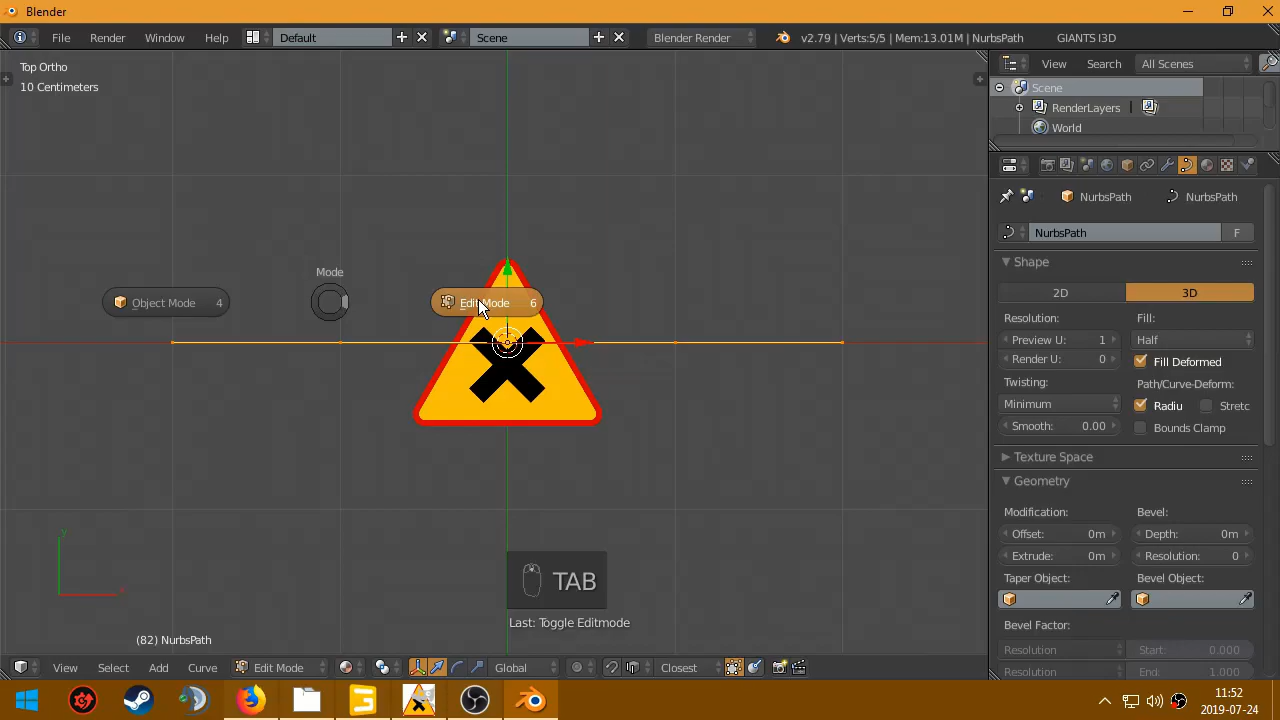 Blender
File Render Window Help Default Scene Blender Render v2.79 | Verts:5/5 | Mem:13.01M | NurbsPath GIANTS I3D
Top Ortho
10 Centimeters
View Search All Scenes
Scene
RenderLayers
World
NurbsPath NurbsPath
NurbsPath F
Shape
2D 3D
Resolution: Fill:
Preview U: 1 Half
Render U: 0 Fill Deformed
Twisting: Path/Curve-Deform:
Minimum Radiu Stretc
Smooth: 0.00 Bounds Clamp
Texture Space
Geometry
Modification: Bevel:
Offset: 0m Depth: 0m
Extrude: 0m Resolution: 0
Taper Object: Bevel Object:
Bevel Factor:
Resolution Start: 0.000
Resolution End: 1.000
Mode
Object Mode 4
Edit Mode 6
y
x
TAB
Last: Toggle Editmode
(82) NurbsPath
View Select Add Curve Edit Mode Global Closest
11:52
2019-07-24